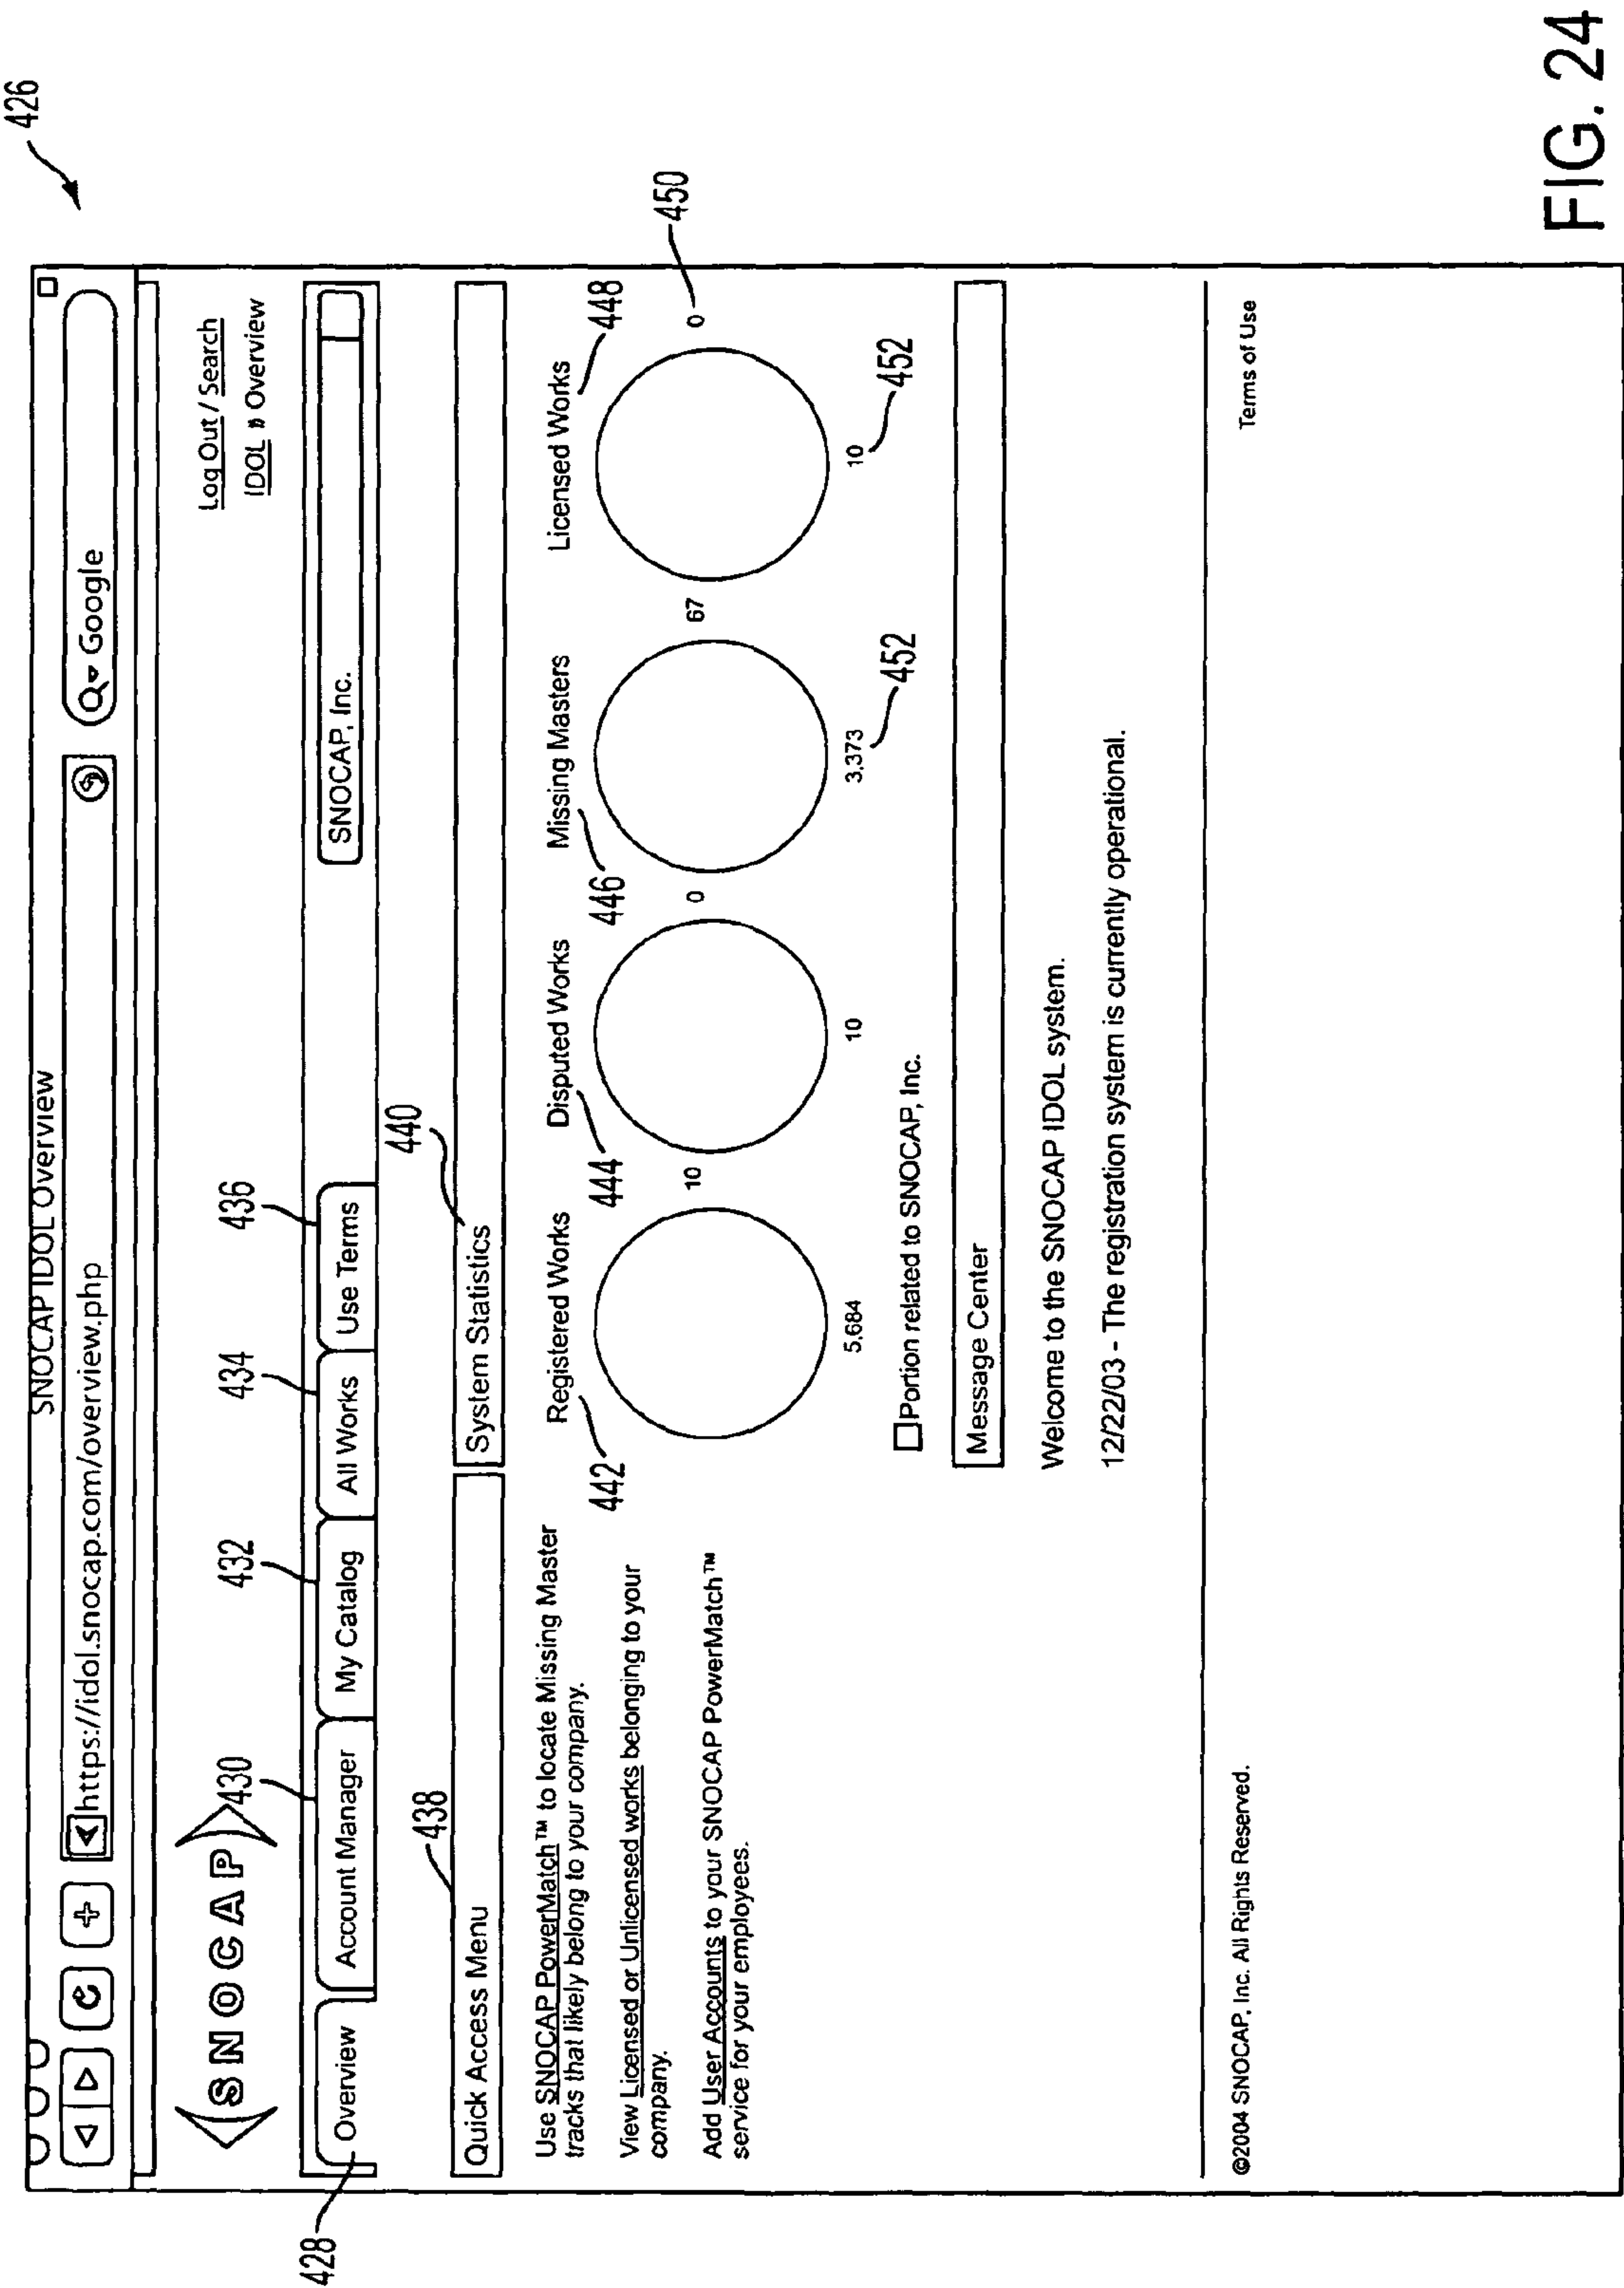 426
SNOCAP IDOL Overview
https://idol.snocap.com/overview.php
Google
SNOCAP
Log Out / Search
IDOL » Overview
428
430
432
434
436
Overview
Account Manager
My Catalog
All Works
Use Terms
SNOCAP, Inc.
438
440
Quick Access Menu
System Statistics
Use SNOCAP PowerMatch™ to locate Missing Master
tracks that likely belong to your company.
View Licensed or Unlicensed works belonging to your
company.
Add User Accounts to your SNOCAP PowerMatch™
service for your employees.
Registered Works
Disputed Works
Missing Masters
Licensed Works
442
444
446
448
10
0
67
0
450
5,684
10
3,373
10
452
452
Portion related to SNOCAP, Inc.
Message Center
Welcome to the SNOCAP IDOL system.
12/22/03 - The registration system is currently operational.
©2004 SNOCAP, Inc. All Rights Reserved.
Terms of Use
FIG. 24